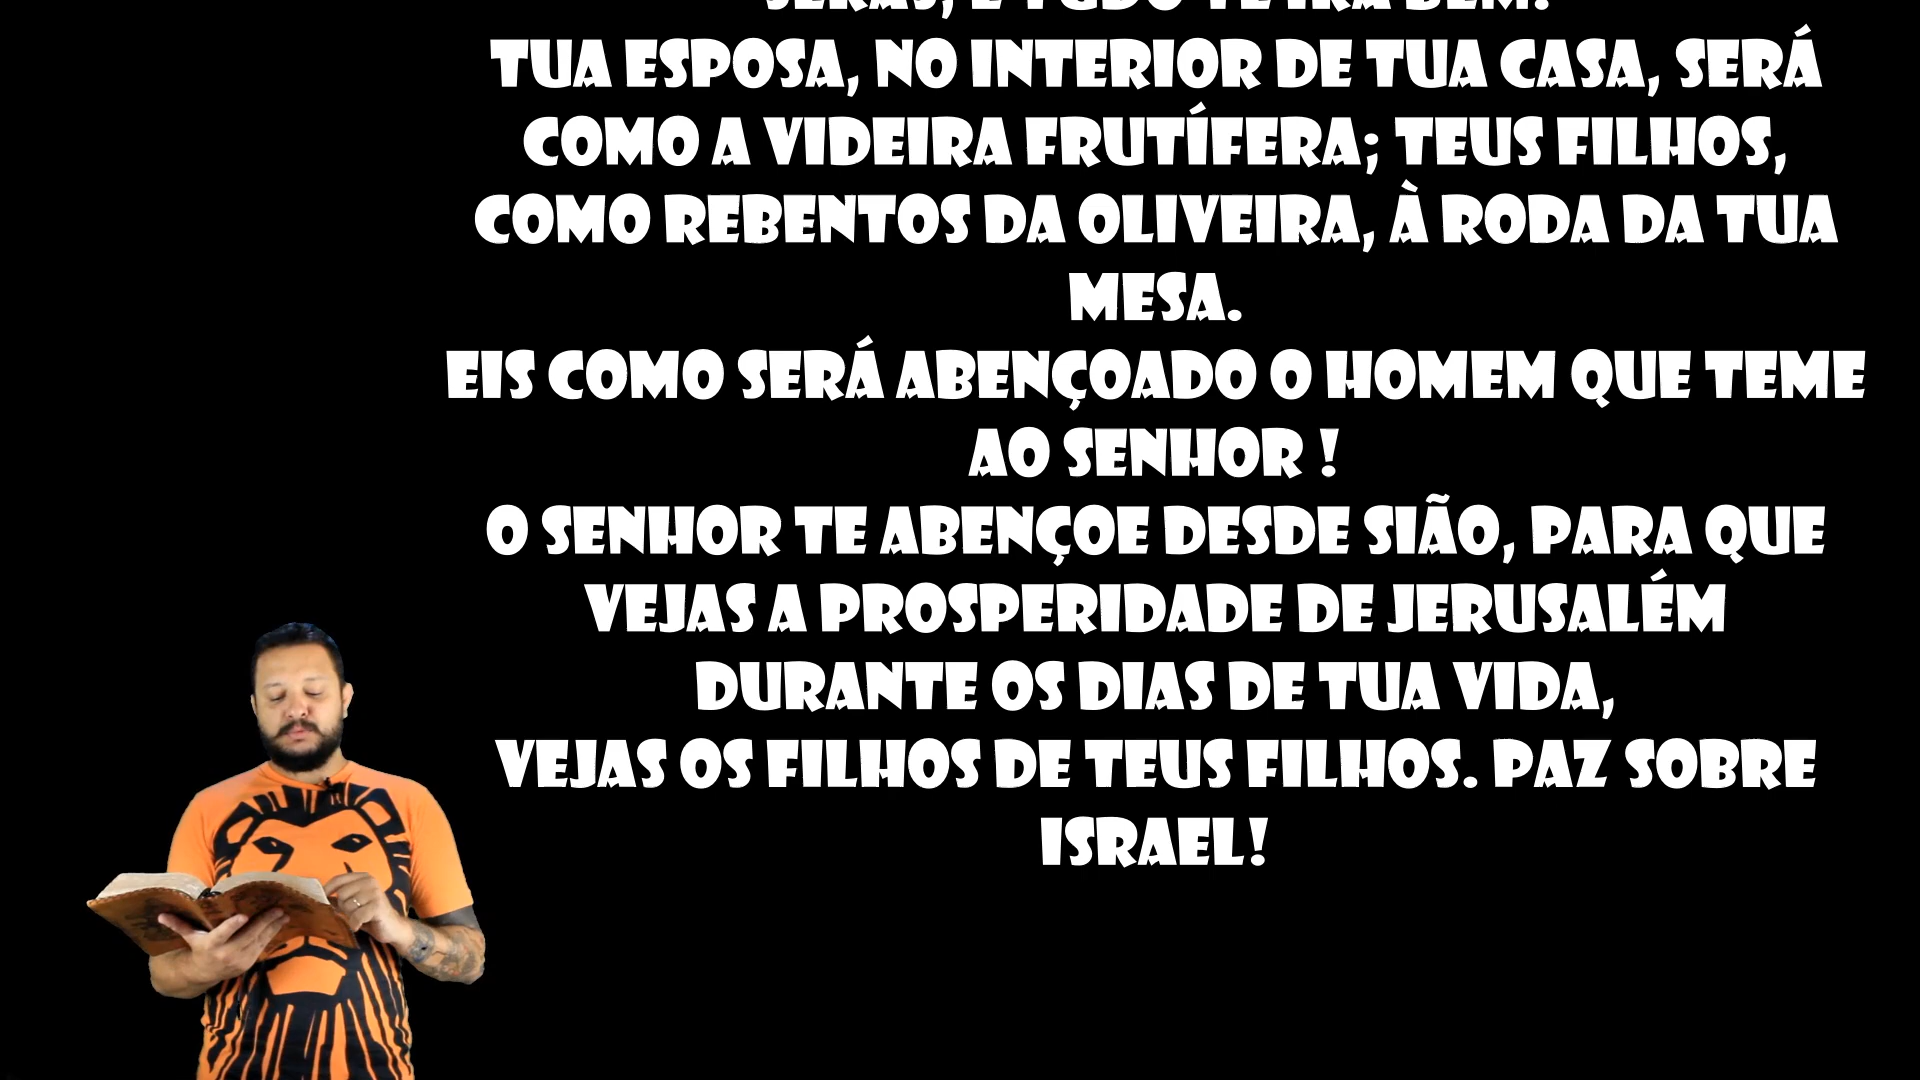 TUA ESPOSA, NO INTERIOR DE TUA CASA, SERÁ
COMO A VIDEIRA FRUTÍFERA; TEUS FILHOS,
COMO REBENTOS DA OLIVEIRA, À RODA DA TUA
MESA.
EIS COMO SERÁ ABENÇOADO O HOMEM QUE TEME
AO SENHOR !
O SENHOR TE ABENÇOE DESDE SIÃO, PARA QUE
VEJAS A PROSPERIDADE DE JERUSALÉM
DURANTE OS DIAS DE TUA VIDA,
VEJAS OS FILHOS DE TEUS FILHOS. PAZ SOBRE
ISRAEL!